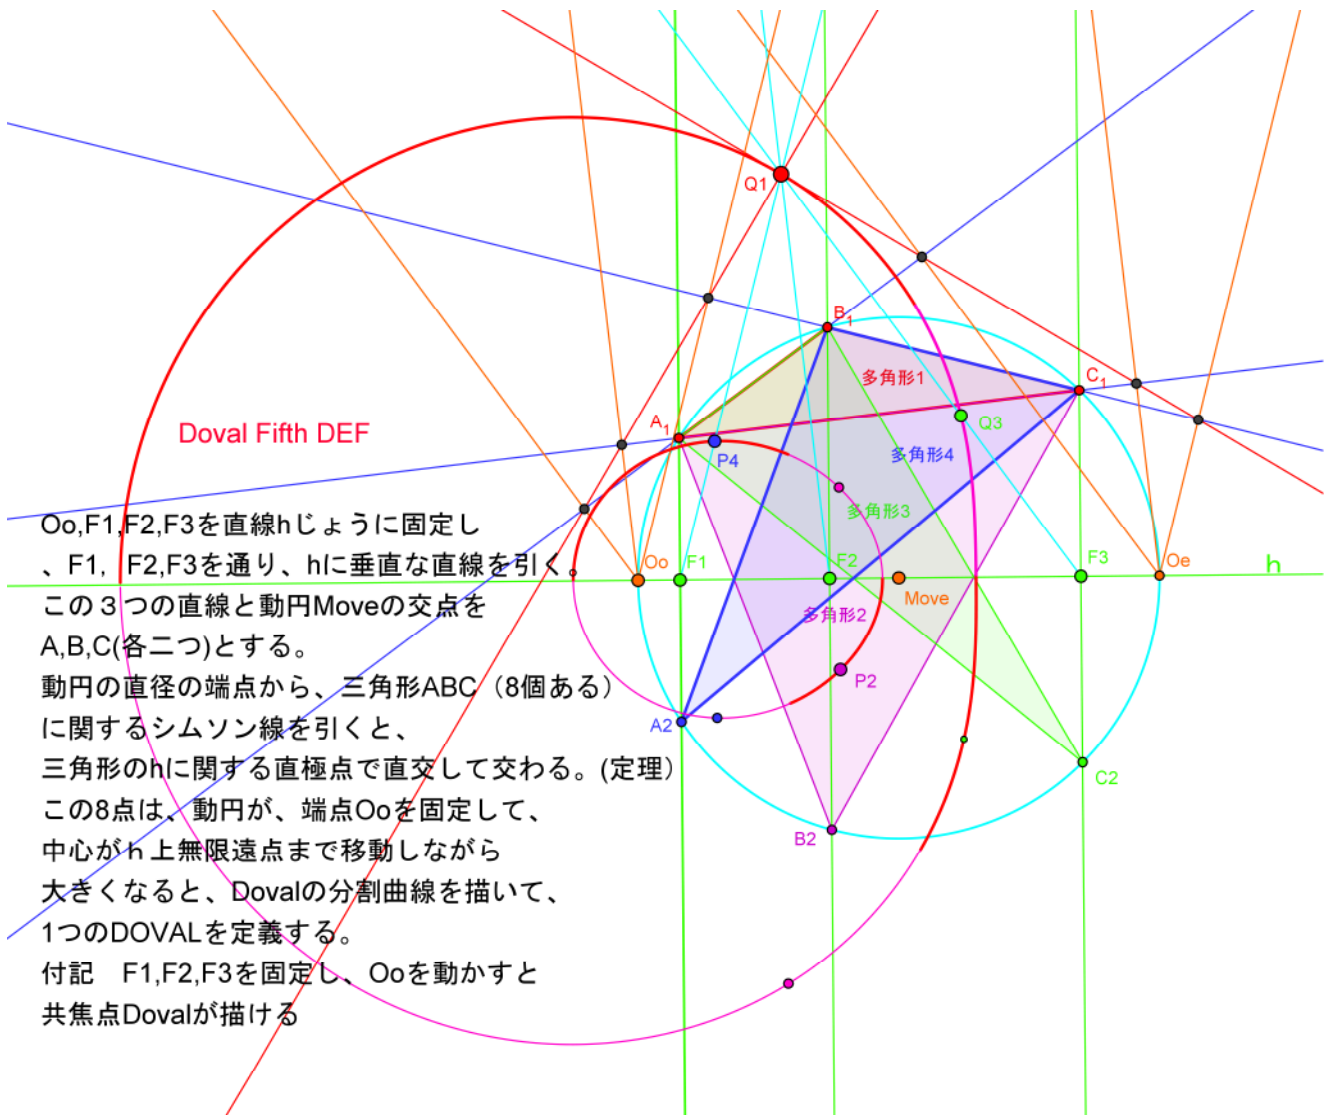 Q1
B1
C1
多角形1
A1
Q3
Doval Fifth DEF
P4
多角形4
多角形3
Oo,F1,F2,F3を直線hじょうに固定し
、F1, F2,F3を通り、hに垂直な直線を引く。
Oo
F1
F2
F3
Oe
h
この３つの直線と動円Moveの交点を
Move
多角形2
A,B,C(各二つ)とする。
動円の直径の端点から、三角形ABC（8個ある）
P2
に関するシムソン線を引くと、
A2
三角形のhに関する直極点で直交して交わる。(定理)
C2
この8点は、動円が、端点Ooを固定して、
B2
中心がｈ上無限遠点まで移動しながら
大きくなると、Dovalの分割曲線を描いて、
1つのDOVALを定義する。
付記　F1,F2,F3を固定し、Ooを動かすと
共焦点Dovalが描ける